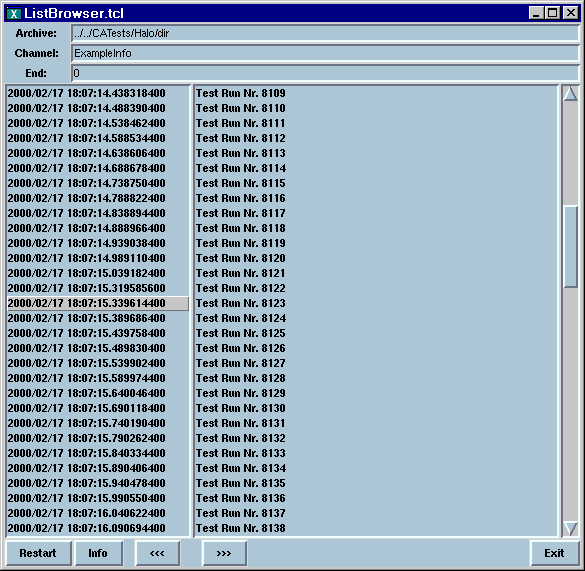 ListBrowser.tcl
Archive: ../../CATests/Halo/dir
Channel: ExampleInfo
End: 0
2000/02/17 18:07:14.438318400 Test Run Nr. 8109
2000/02/17 18:07:14.488390400 Test Run Nr. 8110
2000/02/17 18:07:14.538462400 Test Run Nr. 8111
2000/02/17 18:07:14.588534400 Test Run Nr. 8112
2000/02/17 18:07:14.638606400 Test Run Nr. 8113
2000/02/17 18:07:14.688678400 Test Run Nr. 8114
2000/02/17 18:07:14.738750400 Test Run Nr. 8115
2000/02/17 18:07:14.788822400 Test Run Nr. 8116
2000/02/17 18:07:14.838894400 Test Run Nr. 8117
2000/02/17 18:07:14.888966400 Test Run Nr. 8118
2000/02/17 18:07:14.939038400 Test Run Nr. 8119
2000/02/17 18:07:14.989110400 Test Run Nr. 8120
2000/02/17 18:07:15.039182400 Test Run Nr. 8121
2000/02/17 18:07:15.319585600 Test Run Nr. 8122
2000/02/17 18:07:15.339614400 Test Run Nr. 8123
2000/02/17 18:07:15.389686400 Test Run Nr. 8124
2000/02/17 18:07:15.439758400 Test Run Nr. 8125
2000/02/17 18:07:15.489830400 Test Run Nr. 8126
2000/02/17 18:07:15.539902400 Test Run Nr. 8127
2000/02/17 18:07:15.589974400 Test Run Nr. 8128
2000/02/17 18:07:15.640046400 Test Run Nr. 8129
2000/02/17 18:07:15.690118400 Test Run Nr. 8130
2000/02/17 18:07:15.740190400 Test Run Nr. 8131
2000/02/17 18:07:15.790262400 Test Run Nr. 8132
2000/02/17 18:07:15.840334400 Test Run Nr. 8133
2000/02/17 18:07:15.890406400 Test Run Nr. 8134
2000/02/17 18:07:15.940478400 Test Run Nr. 8135
2000/02/17 18:07:15.990550400 Test Run Nr. 8136
2000/02/17 18:07:16.040622400 Test Run Nr. 8137
2000/02/17 18:07:16.090694400 Test Run Nr. 8138
Restart Info <<< >>> Exit